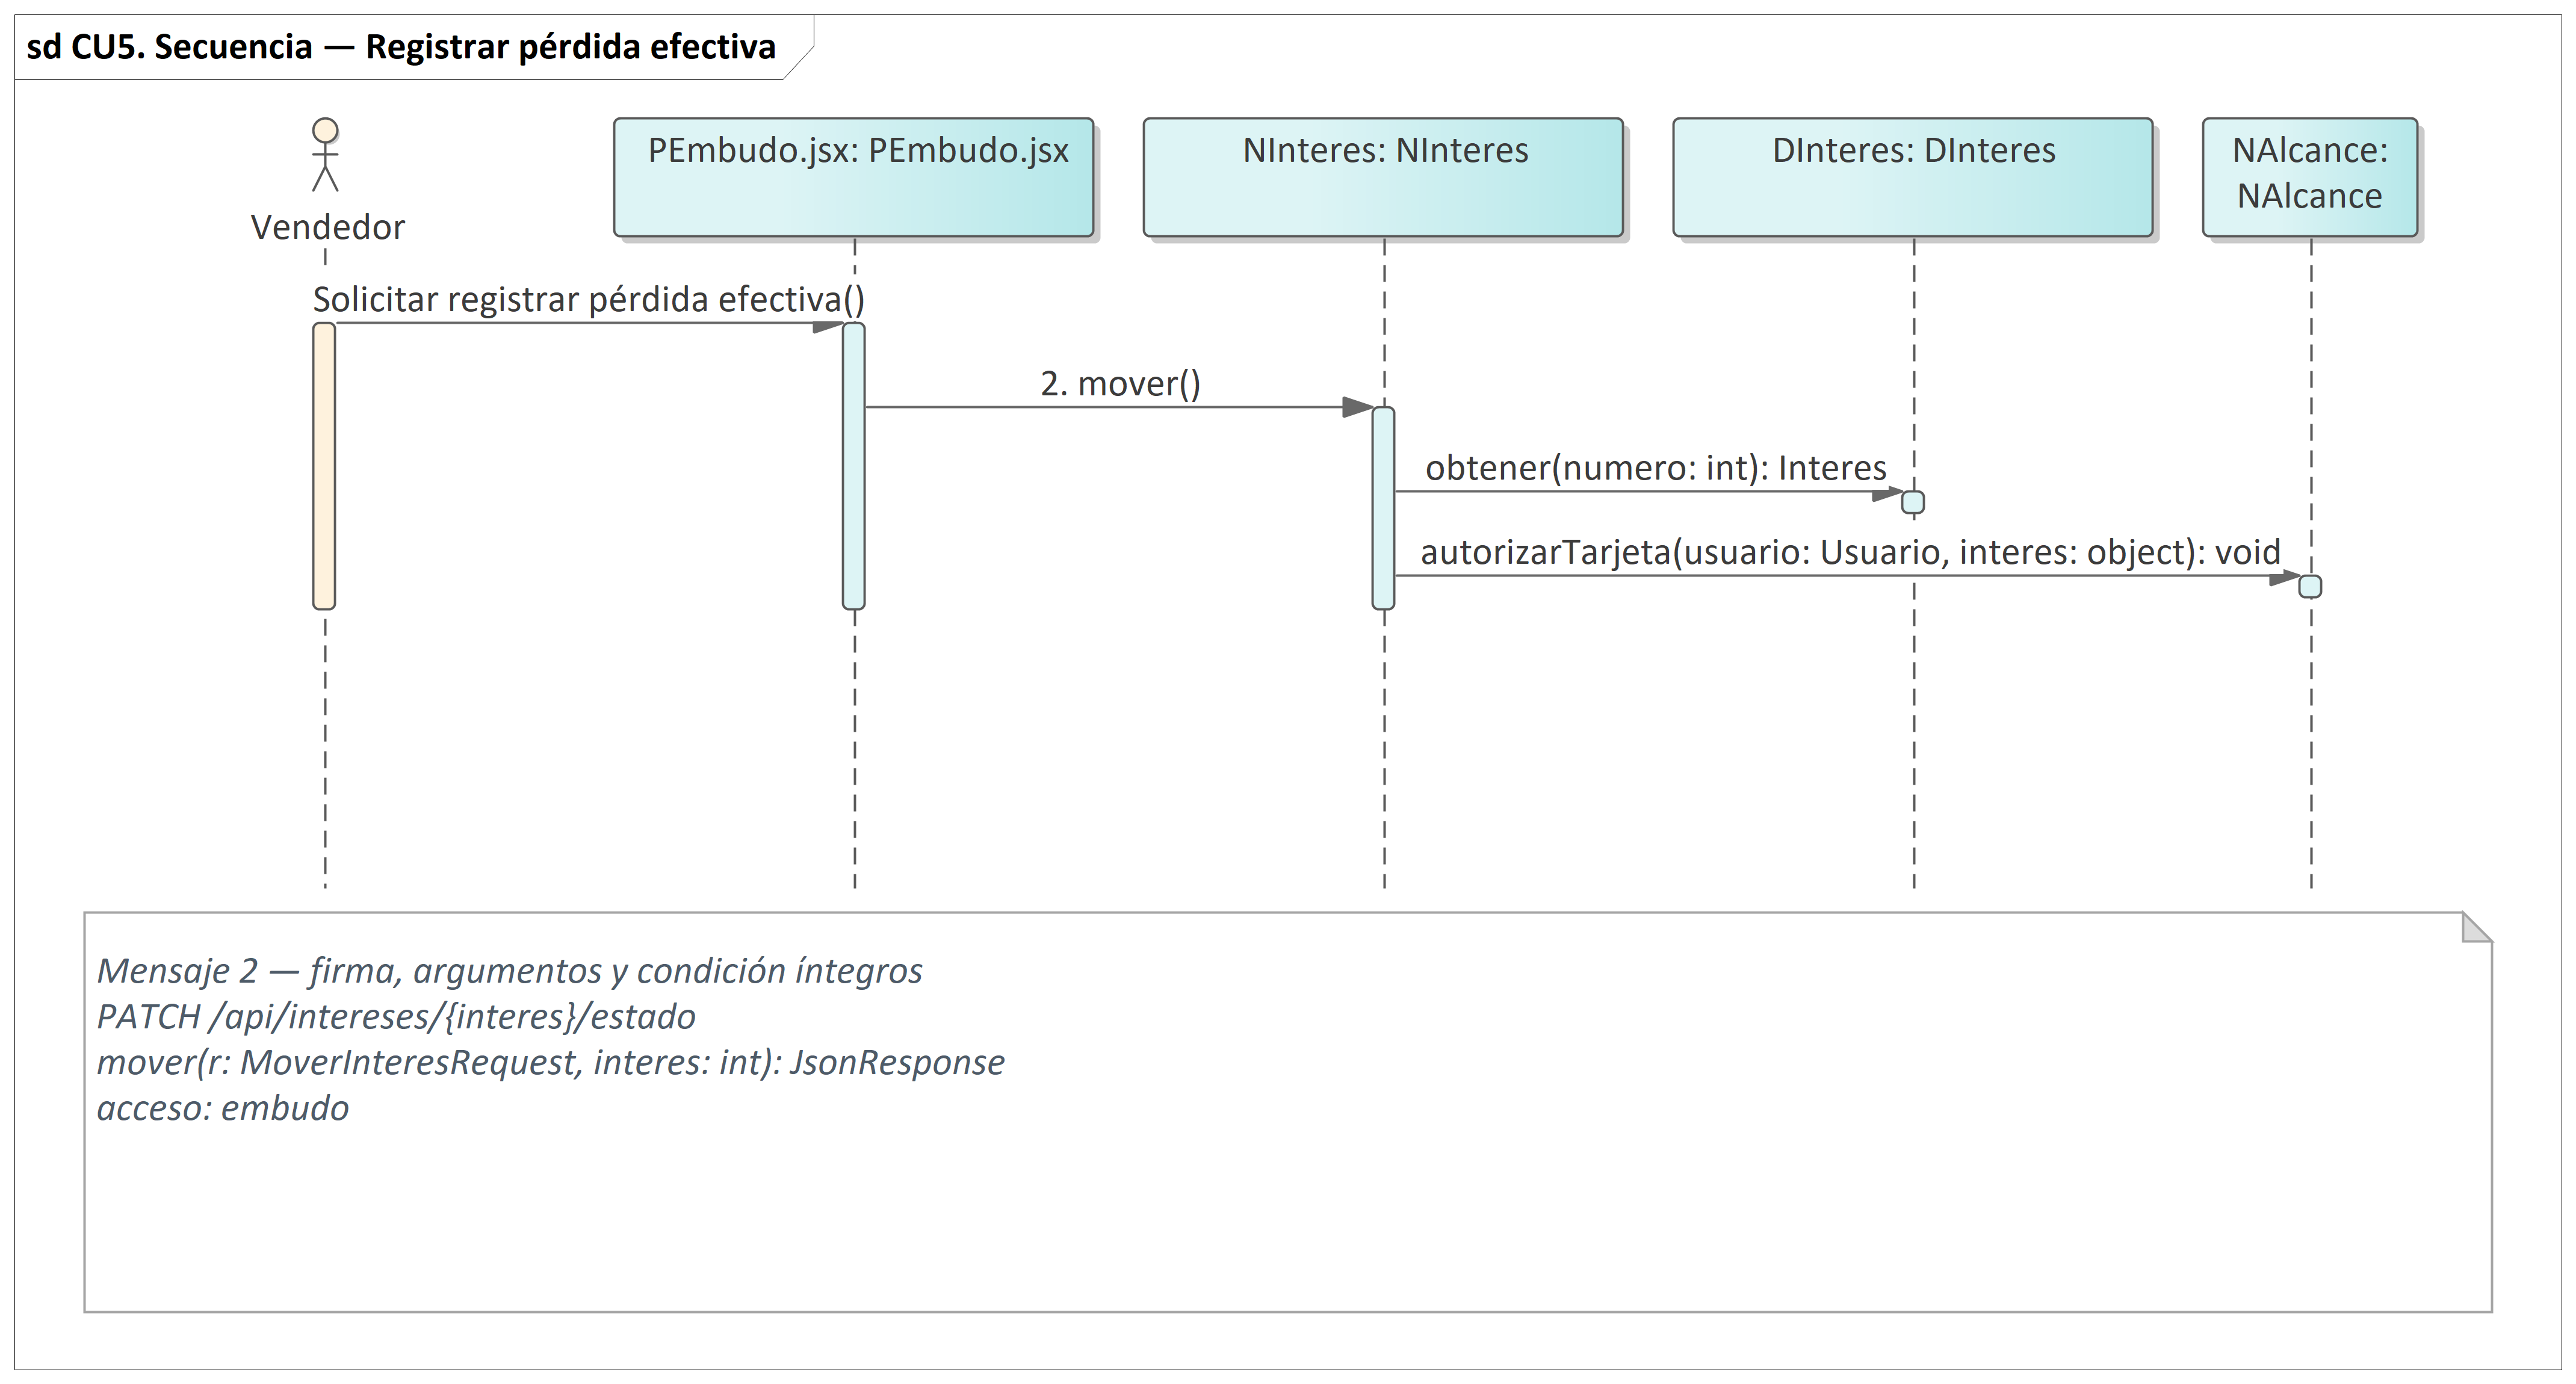 sd CU5. Secuencia — Registrar pérdida efectiva
Vendedor
PEmbudo.jsx: PEmbudo.jsx
NInteres: NInteres
DInteres: DInteres
NAlcance:
NAlcance
Solicitar registrar pérdida efectiva()
2. mover()
obtener(numero: int): Interes
autorizarTarjeta(usuario: Usuario, interes: object): void
Mensaje 2 — firma, argumentos y condición íntegros
PATCH /api/intereses/{interes}/estado
mover(r: MoverInteresRequest, interes: int): JsonResponse
acceso: embudo